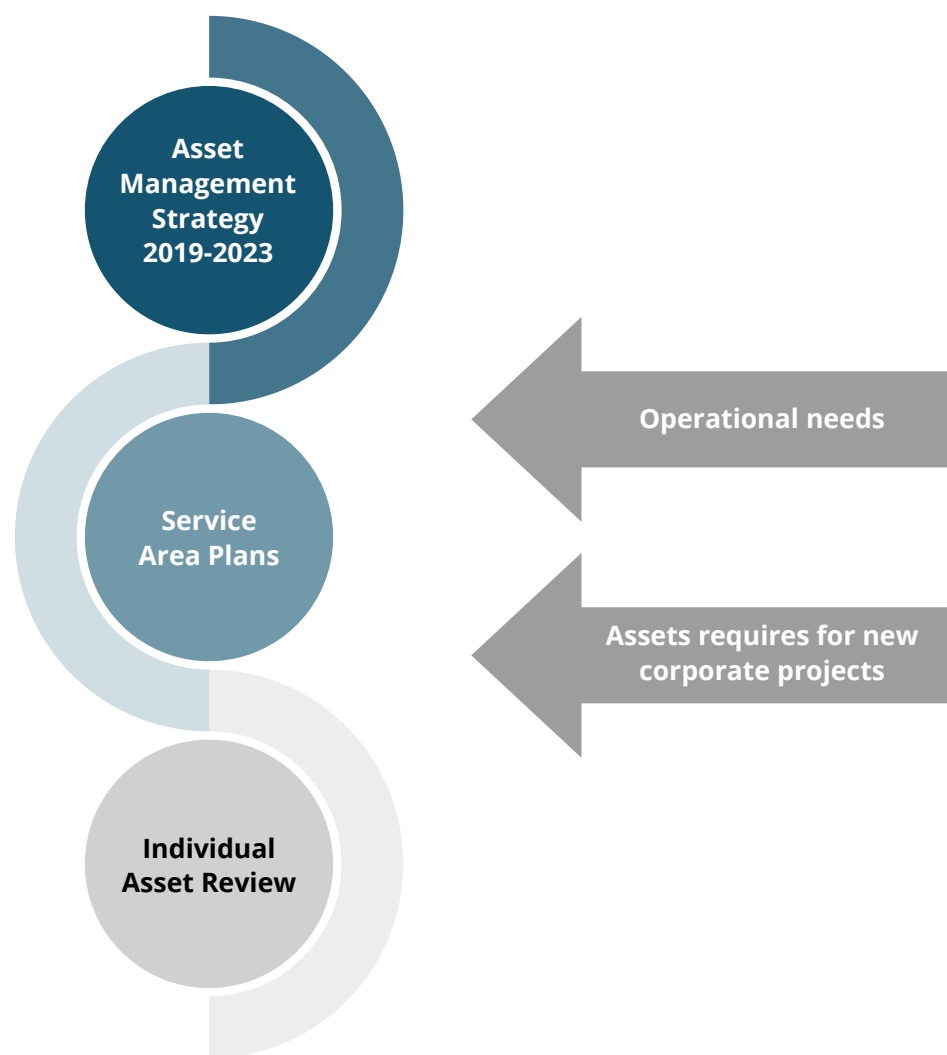 Asset
Management
Strategy
2019-2023
Operational needs
Service
Area Plans
Assets requires for new
corporate projects
Individual
Asset Review